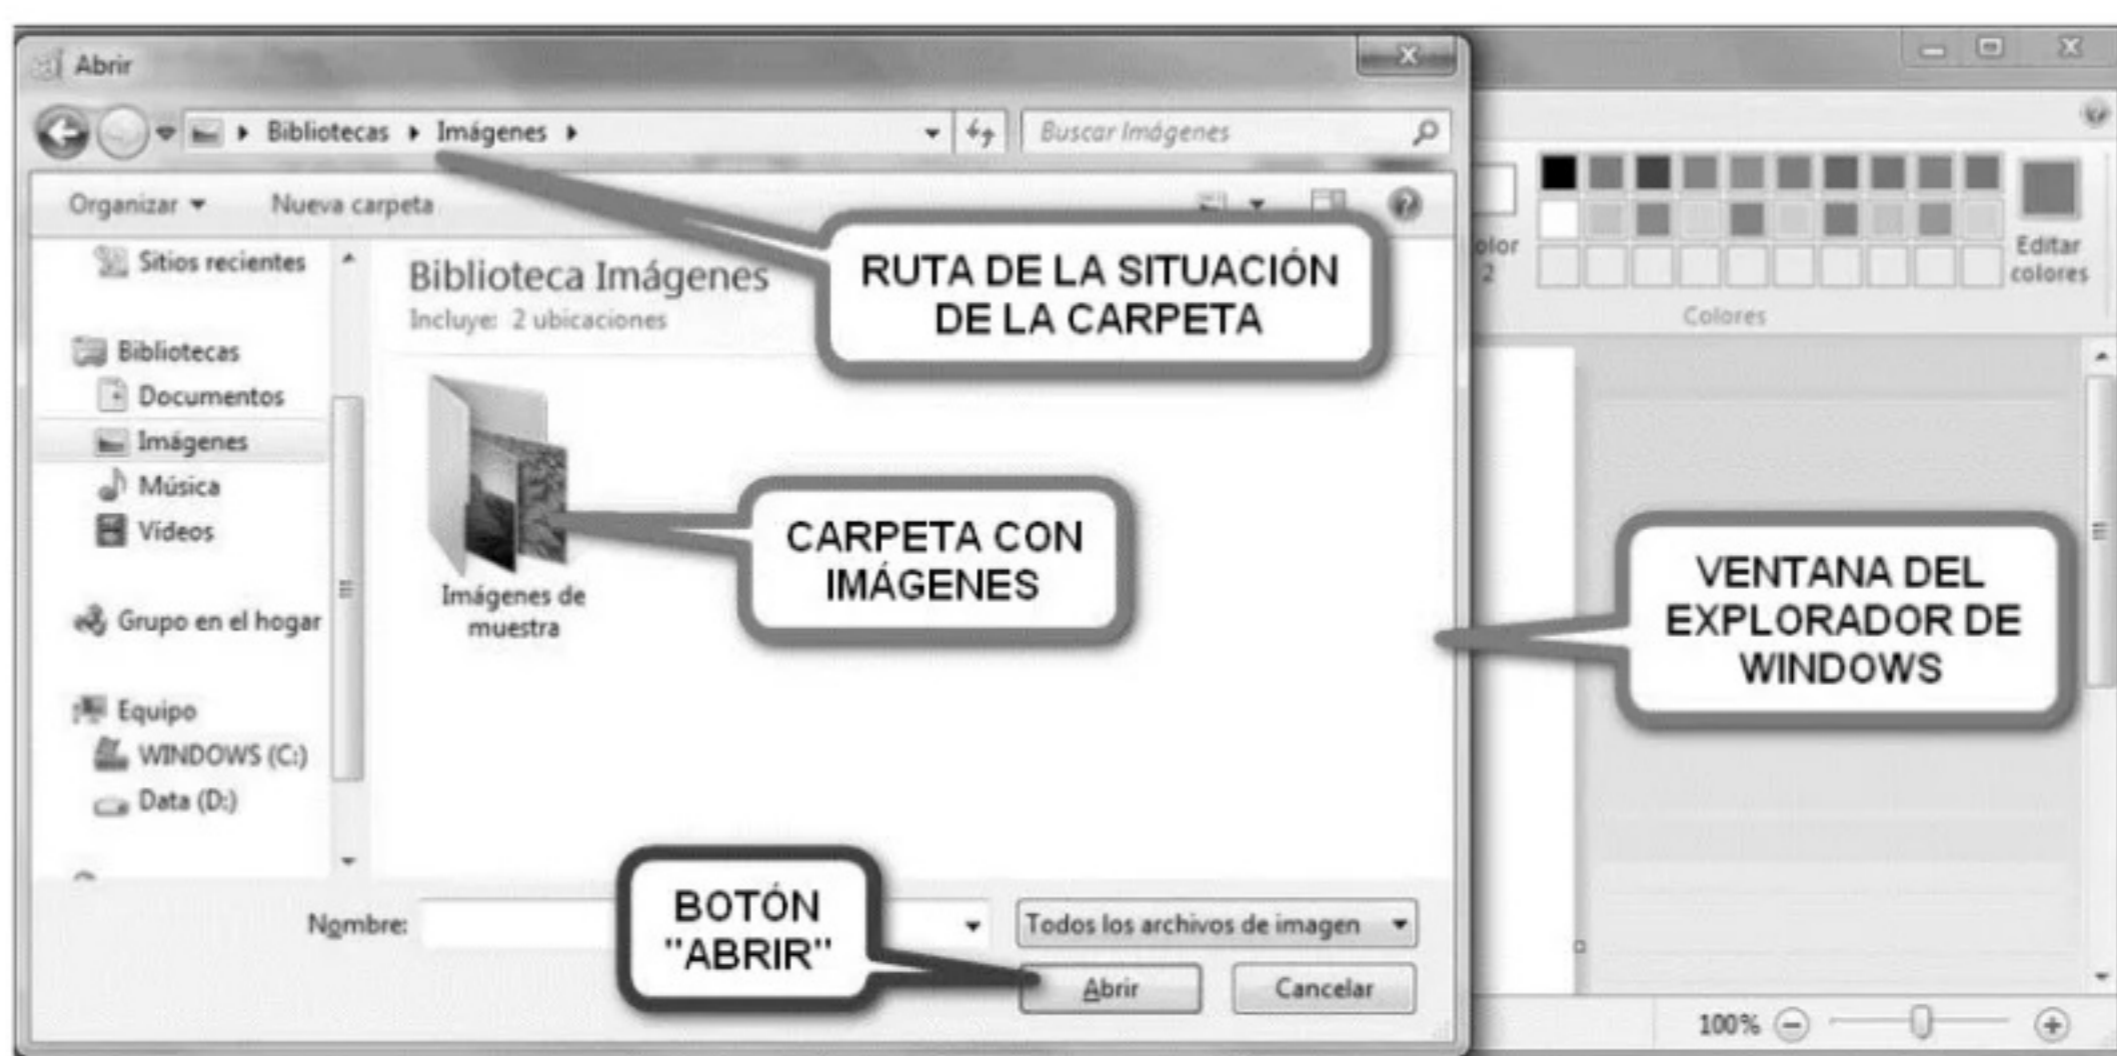 Abrir
Bibliotecas Imágenes
Buscar Imágenes
Organizar
Nueva carpeta
Sitios recientes
Bibliotecas
Documentos
Imágenes
Música
Vídeos
Grupo en el hogar
Equipo
WINDOWS (C:)
Data (D:)
Biblioteca Imágenes
Incluye: 2 ubicaciones
Imágenes de
muestra
RUTA DE LA SITUACIÓN
DE LA CARPETA
CARPETA CON
IMÁGENES
VENTANA DEL
EXPLORADOR DE
WINDOWS
BOTÓN
"ABRIR"
Nombre:
Todos los archivos de imagen
Abrir
Cancelar
olor
2
Editar
colores
Colores
100%